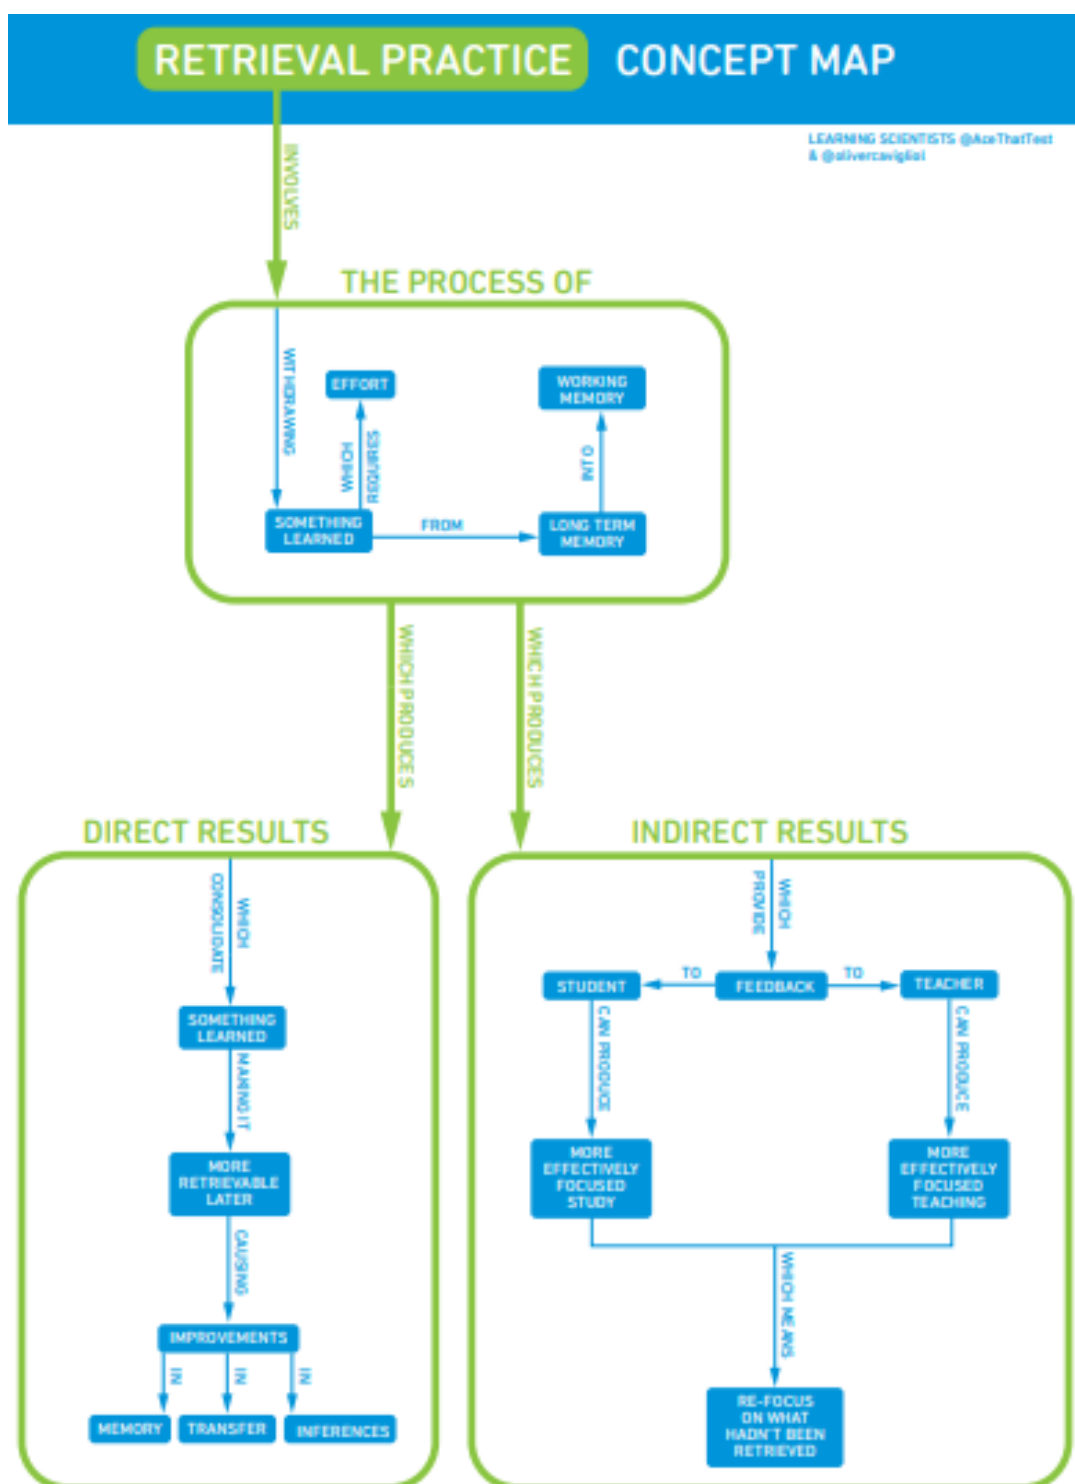 RETRIEVAL PRACTICE CONCEPT MAP
LEARNING SCIENTISTS @AceThatTest
& @olivercavigliol
INVOLVES
THE PROCESS OF
WITHDRAWING
EFFORT
WHICH
REQUIRES
WORKING
MEMORY
INTO
SOMETHING
LEARNED
FROM
LONG TERM
MEMORY
WHICH PRODUCES
WHICH PRODUCES
DIRECT RESULTS
WHICH
CONSOLIDATE
SOMETHING
LEARNED
MAKING IT
MORE
RETRIEVABLE
LATER
CAUSING
IMPROVEMENTS
IN
IN
IN
MEMORY
TRANSFER
INFERENCES
INDIRECT RESULTS
WHICH
PROVIDE
STUDENT
TO
FEEDBACK
TO
TEACHER
CAN PRODUCE
CAN PRODUCE
MORE
EFFECTIVELY
FOCUSED
STUDY
MORE
EFFECTIVELY
FOCUSED
TEACHING
WHICH MEANS
RE-FOCUS
ON WHAT
HADN'T BEEN
RETRIEVED